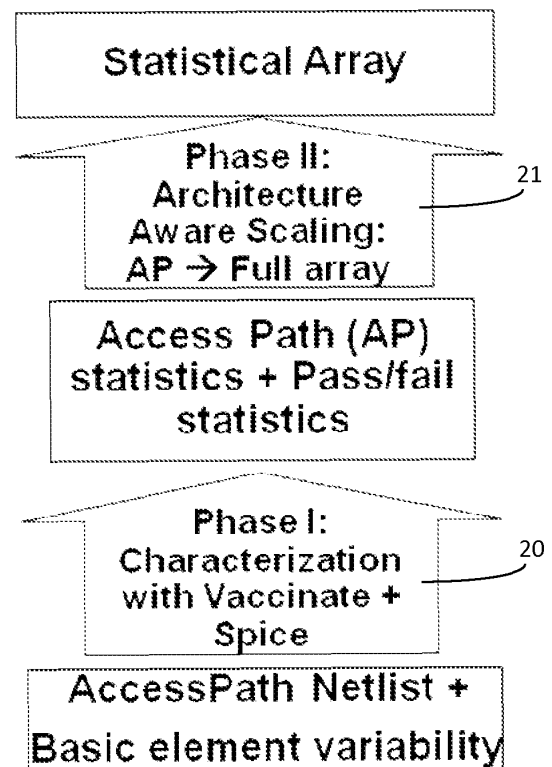 Statistical Array
Phase II:
Architecture
Aware Scaling:
AP → Full array
21
Access Path (AP)
statistics + Pass/fail
statistics
Phase I:
Characterization
with Vaccinate +
Spice
20
AccessPath Netlist +
Basic element variability